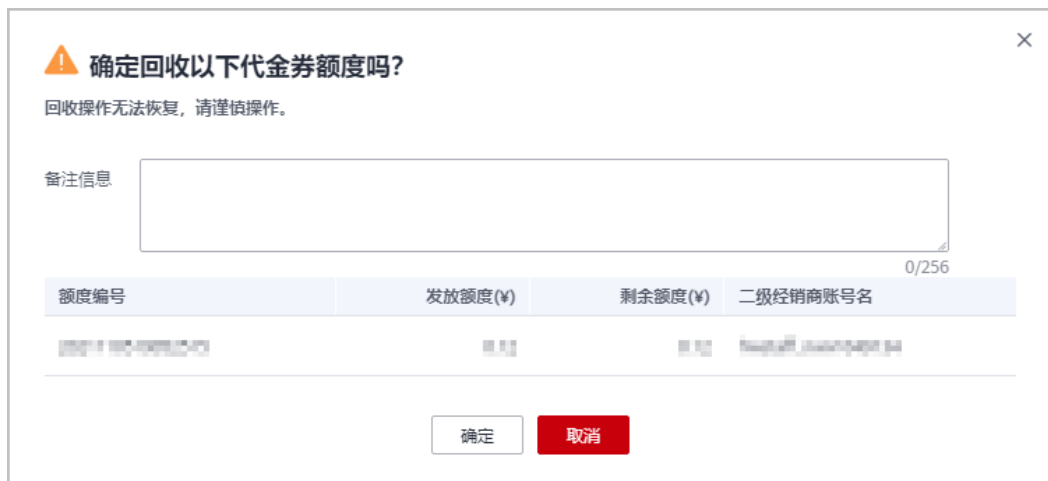 确定回收以下代金券额度吗?
回收操作无法恢复，请谨慎操作。
备注信息
0/256
额度编号 发放额度(¥) 剩余额度(¥) 二级经销商账号名
确定 取消